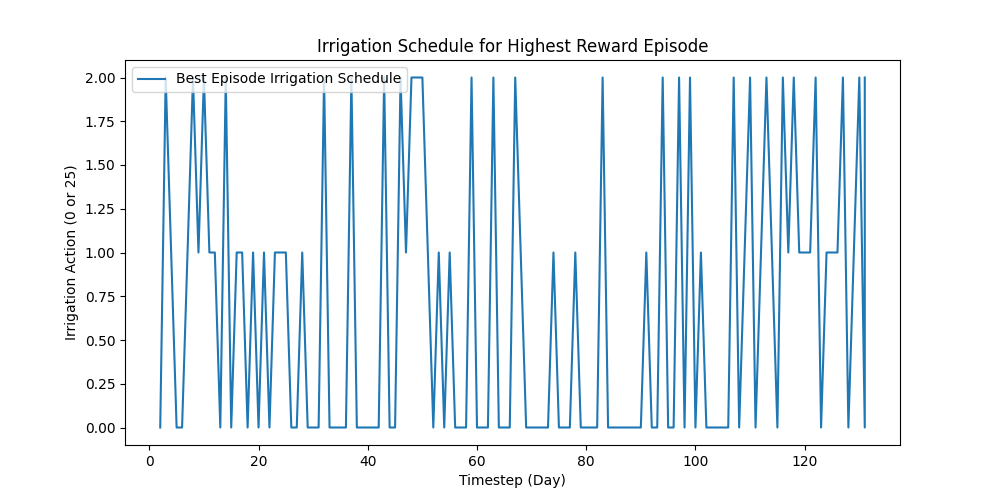 Irrigation Schedule for Highest Reward Episode
Best Episode Irrigation Schedule
Irrigation Action (0 or 25)
2.00
1.75
1.50
1.25
1.00
0.75
0.50
0.25
0.00
0 20 40 60 80 100 120
Timestep (Day)